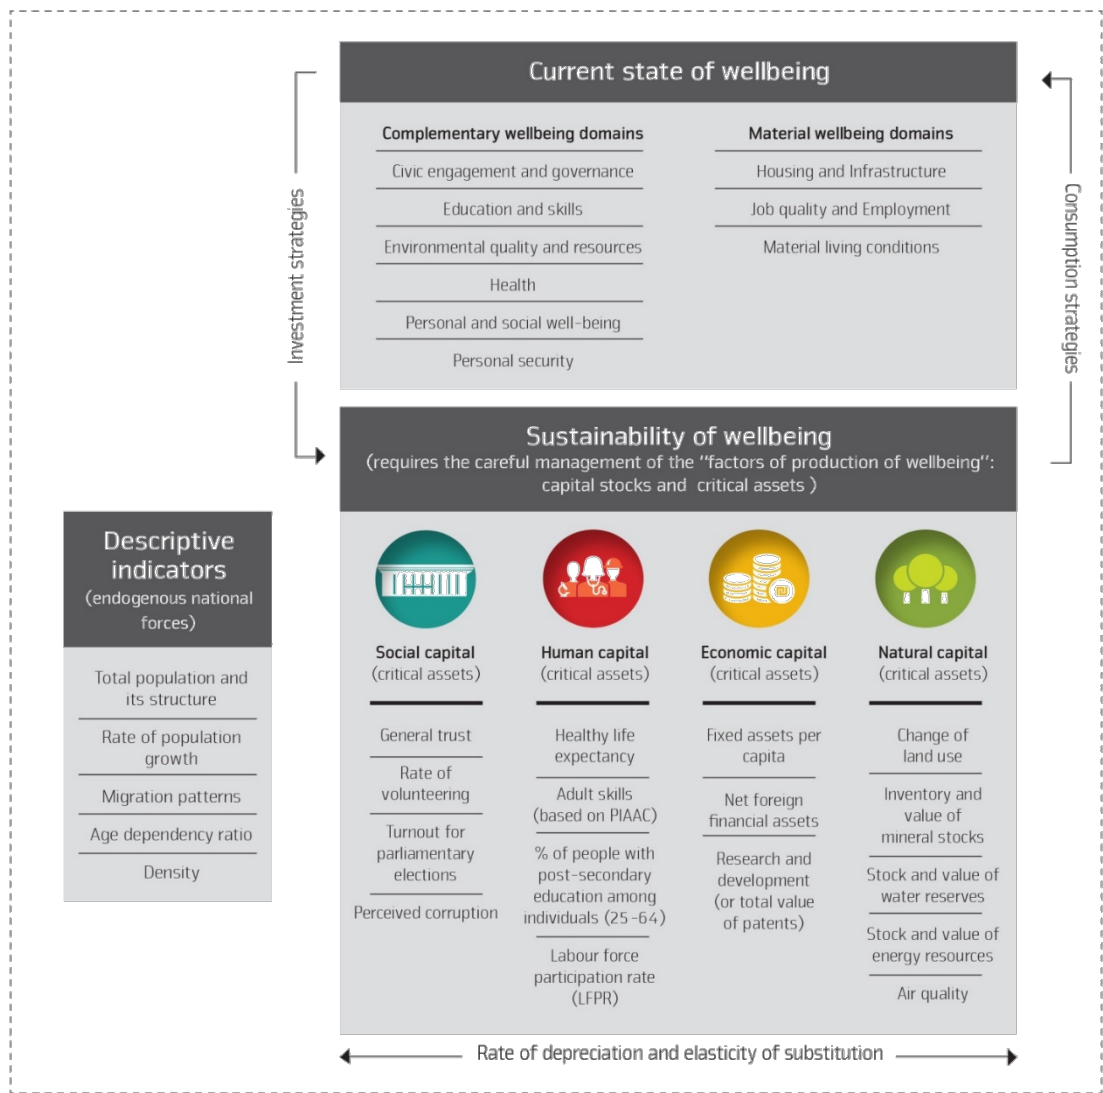 Current state of wellbeing
Complementary wellbeing domains
Civic engagement and governance
Education and skills
Environmental quality and resources
Health
Personal and social well-being
Personal security
Material wellbeing domains
Housing and Infrastructure
Job quality and Employment
Material living conditions
Investment strategies
Consumption strategies
Sustainability of wellbeing
(requires the careful management of the "factors of production of wellbeing":
capital stocks and critical assets )
Descriptive
indicators
(endogenous national
forces)
Total population and
its structure
Rate of population
growth
Migration patterns
Age dependency ratio
Density
Social capital
(critical assets)
General trust
Rate of
volunteering
Turnout for
parliamentary
elections
Perceived corruption
Human capital
(critical assets)
Healthy life
expectancy
Adult skills
(based on PIAAC)
% of people with
post-secondary
education among
individuals (25-64)
Labour force
participation rate
(LFPR)
Economic capital
(critical assets)
Fixed assets per
capita
Net foreign
financial assets
Research and
development
(or total value
of patents)
Natural capital
(critical assets)
Change of
land use
Inventory and
value of
mineral stocks
Stock and value of
water reserves
Stock and value of
energy resources
Air quality
Rate of depreciation and elasticity of substitution